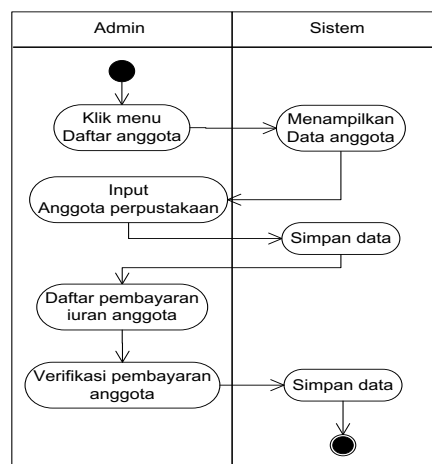 Admin
Sistem
Klik menu
Daftar anggota
Menampilkan
Data anggota
Input
Anggota perpustakaan
Simpan data
Daftar pembayaran
iuran anggota
Verifikasi pembayaran
anggota
Simpan data